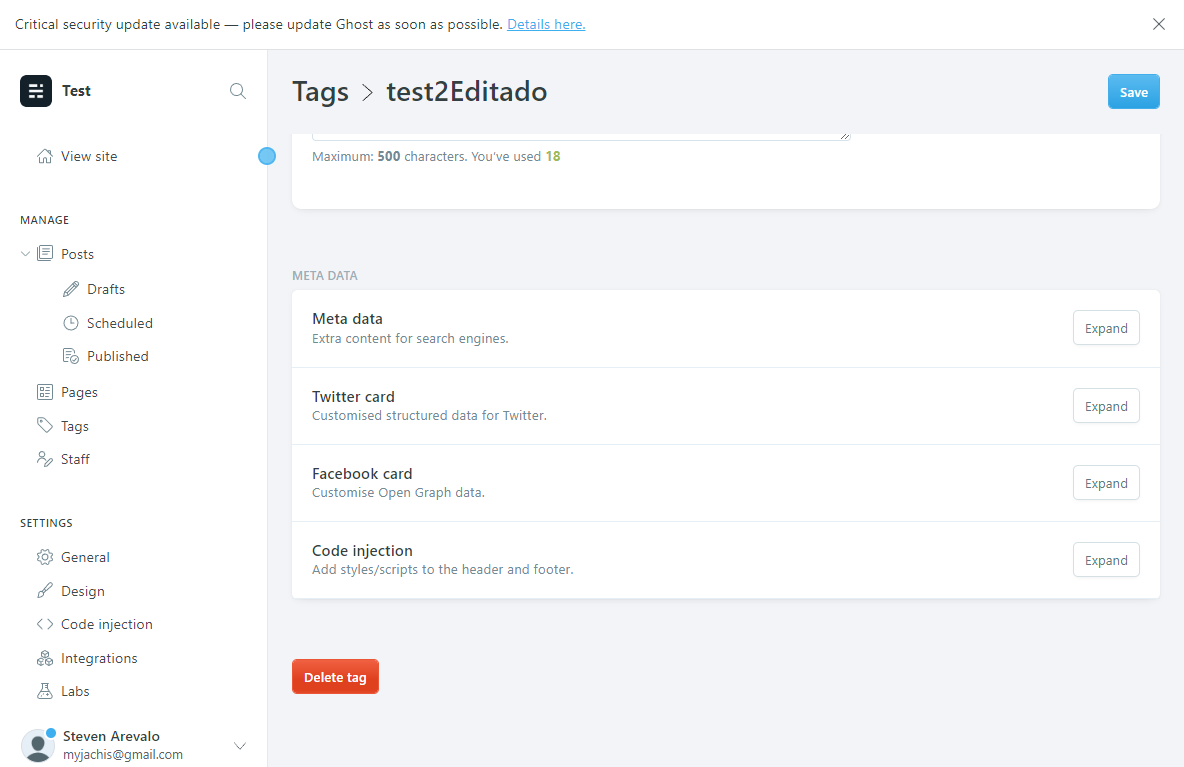 Critical security update available — please update Ghost as soon as possible. Details here.
Test
View site
MANAGE
Posts
Drafts
Scheduled
Published
Pages
Tags
Staff
SETTINGS
General
Design
Code injection
Integrations
Labs
Steven Arevalo
myjachis@gmail.com
Tags > test2Editado
Save
Maximum: 500 characters. You've used 18
META DATA
Meta data
Extra content for search engines.
Expand
Twitter card
Customised structured data for Twitter.
Expand
Facebook card
Customise Open Graph data.
Expand
Code injection
Add styles/scripts to the header and footer.
Expand
Delete tag